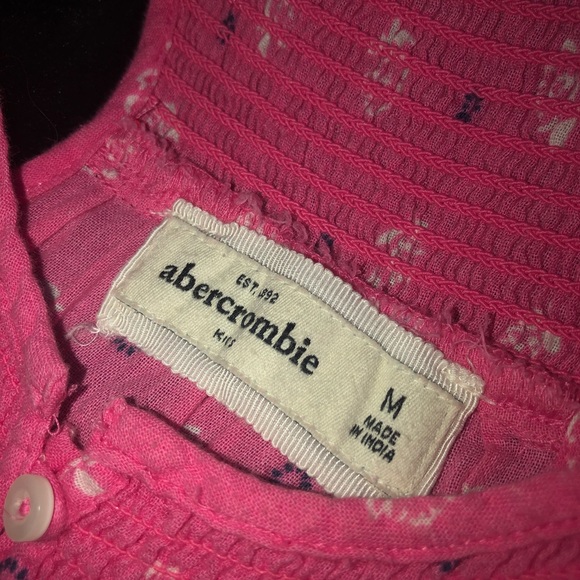 EST. 1892
abercrombie
KIDS
M
MADE
IN INDIA